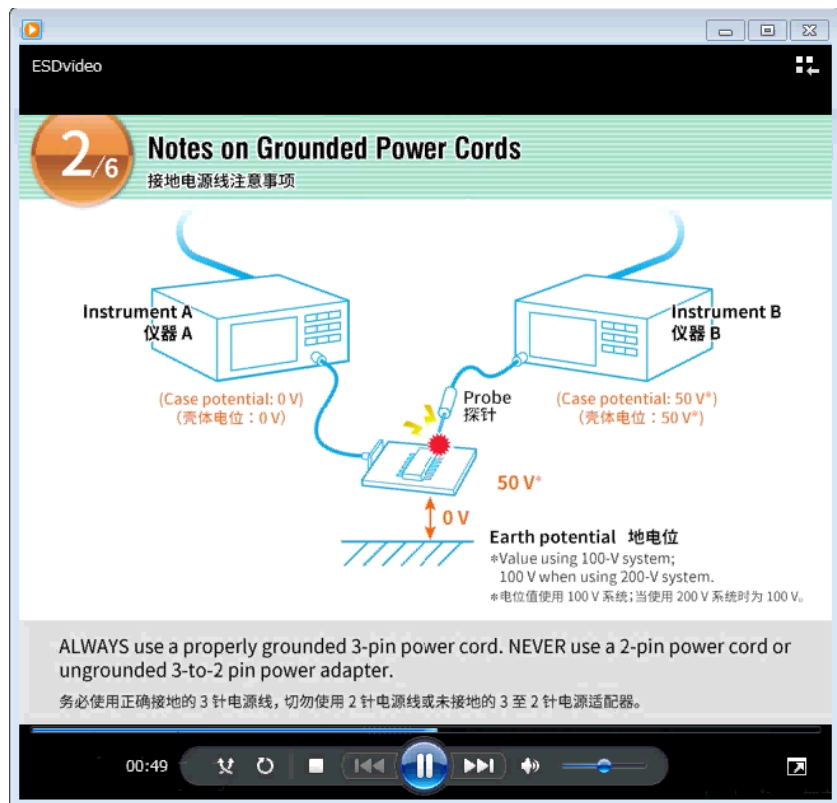 ESDvideo
2/6
Notes on Grounded Power Cords
接地电源线注意事项
Instrument A
仪器 A
Instrument B
仪器 B
(Case potential: 0 V)
（壳体电位：0 V）
Probe
探针
(Case potential: 50 V*)
（壳体电位：50 V*）
50 V*
0 V
Earth potential 地电位
*Value using 100-V system;
100 V when using 200-V system.
*电位值使用 100 V 系统；当使用 200 V 系统时为 100 V。
ALWAYS use a properly grounded 3-pin power cord. NEVER use a 2-pin power cord or
ungrounded 3-to-2 pin power adapter.
务必使用正确接地的 3 针电源线，切勿使用 2 针电源线或未接地的 3 至 2 针电源适配器。
00:49